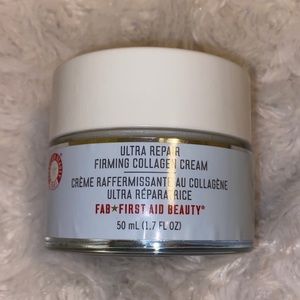 ULTRA REPAIR
FIRMING COLLAGEN CREAM
CRÈME RAFFERMISSANTE AU COLLAGÈNE
ULTRA RÉPARATRICE
FAB★FIRST AID BEAUTY®
50 mL (1.7 FL OZ)